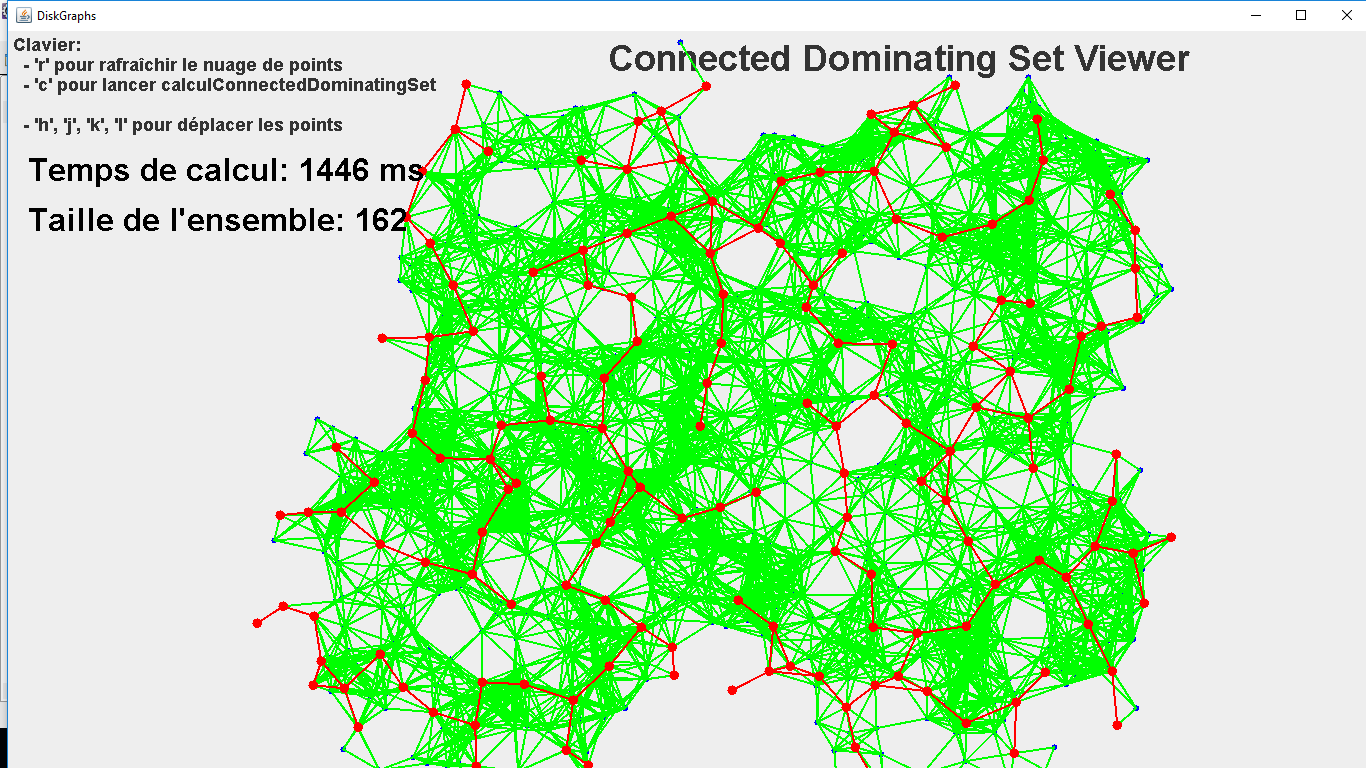 DiskGraphs
Clavier:
- 'r' pour rafraichir le nuage de points
- 'c' pour lancer calculConnectedDominatingSet
- 'h', 'j', 'k', 'l' pour déplacer les points
Connected Dominating Set Viewer
Temps de calcul: 1446 ms
Taille de l'ensemble: 162